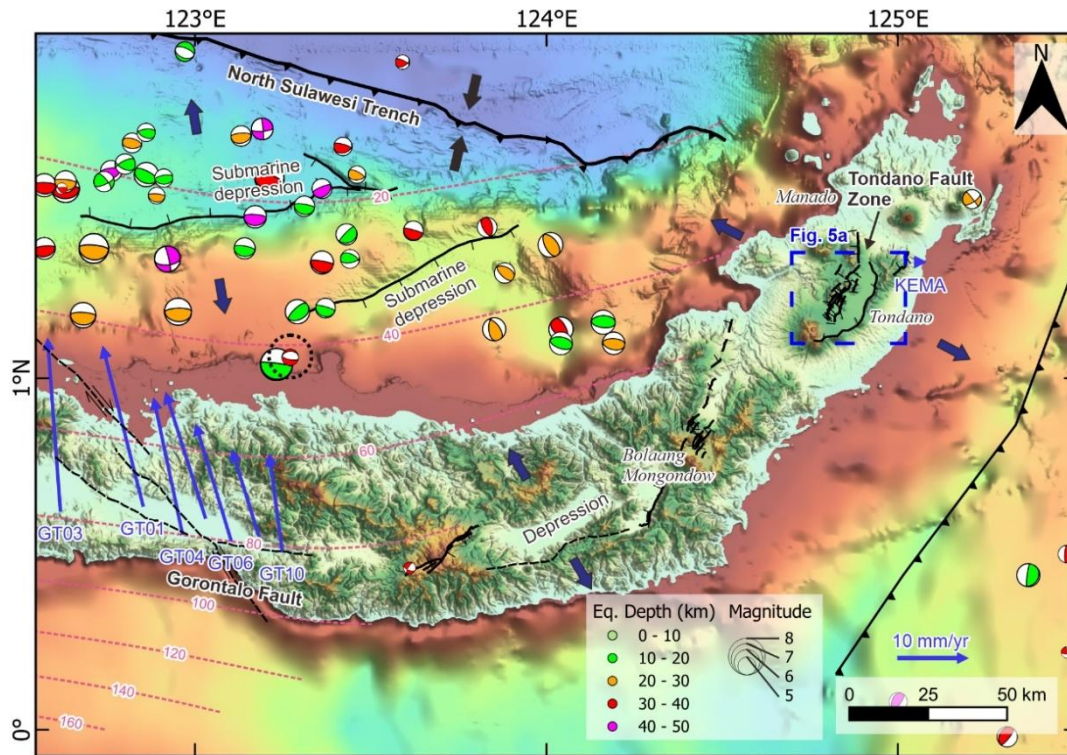 123°E
124°E
125°E
N
North Sulawesi Trench
Submarine
depression
20
Manado
Tondano Fault
Zone
Fig. 5a
KEMA
Submarine
depression
40
Tondano
1°N
60
Bolaang
Mongondow
Depression
GT03
GT01
80
GT04
GT06
GT10
Gorontalo Fault
100
120
140
160
0°
Eq. Depth (km)
Magnitude
0 - 10
10 - 20
20 - 30
30 - 40
40 - 50
8
7
6
5
10 mm/yr
0 25 50 km